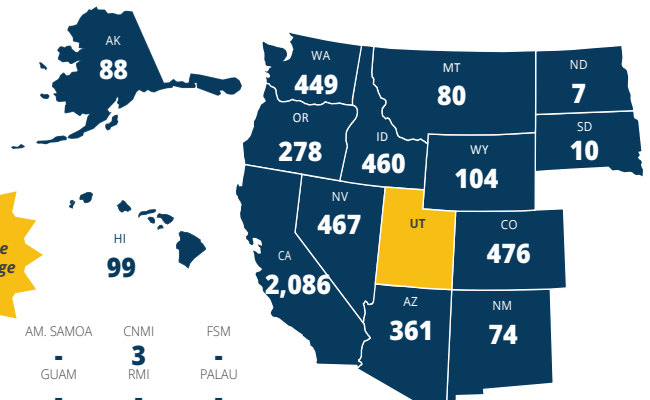 AK
88
WA
449
MT
80
ND
7
OR
278
ID
460
SD
10
WY
104
NV
467
UT
CO
476
HI
99
CA
2,086
AZ
361
NM
74
AM. SAMOA
-
CNMI
3
FSM
-
GUAM
-
RMI
-
PALAU
-